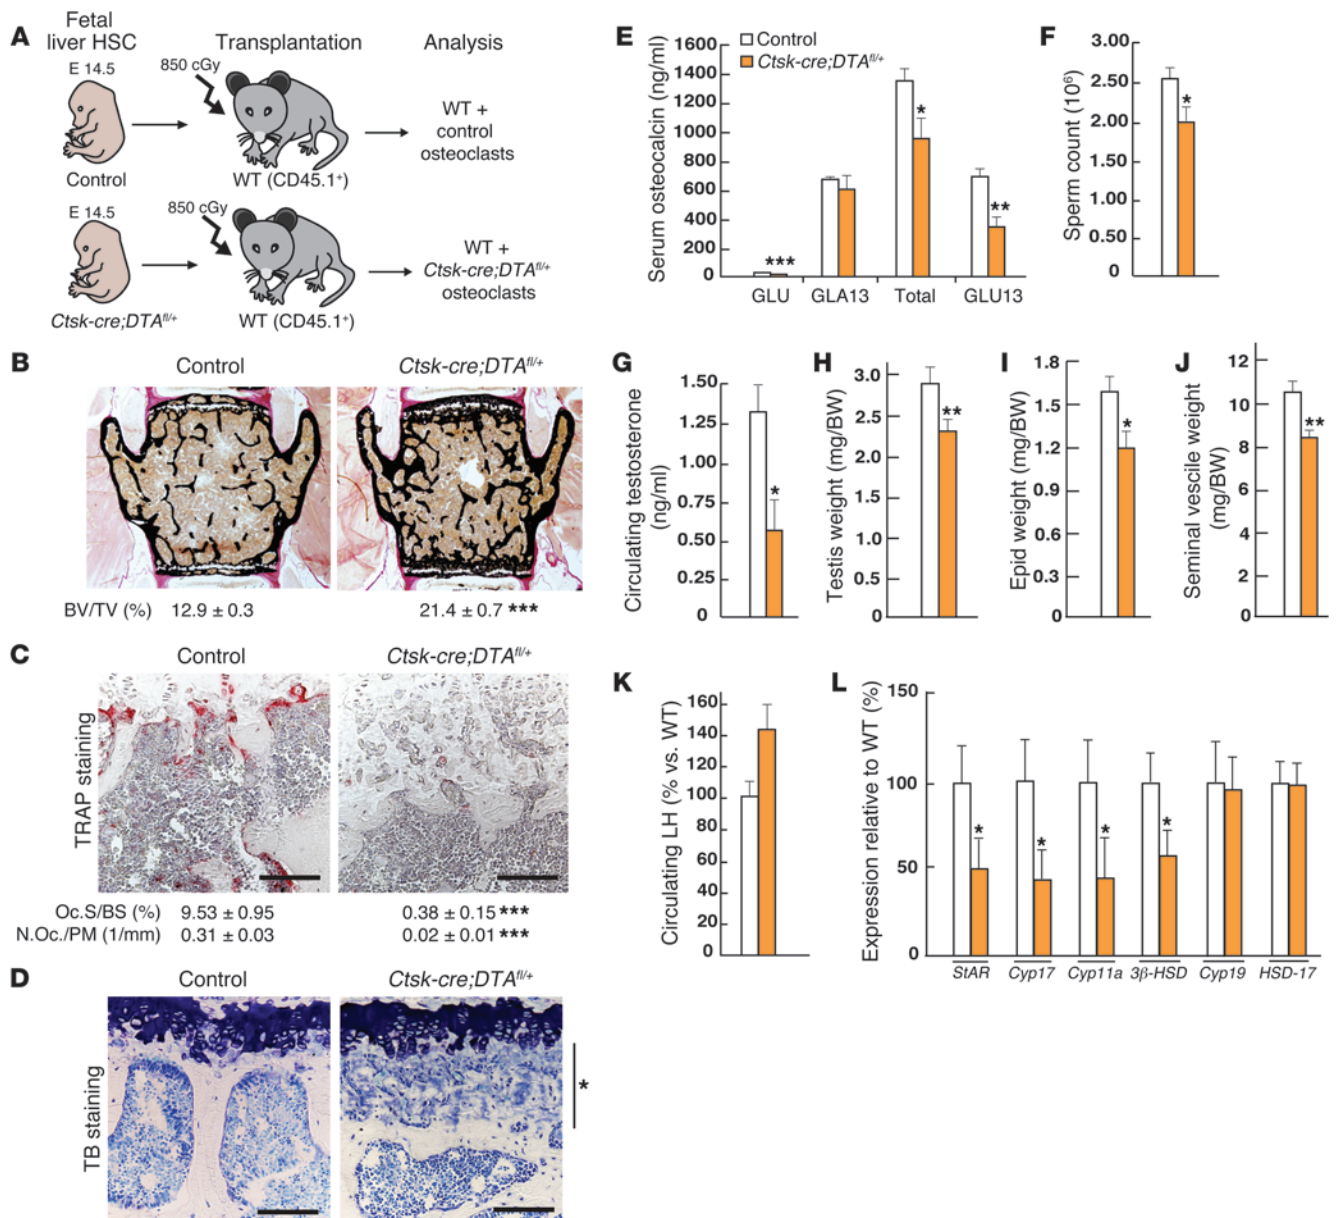 A
Fetal
liver HSC
Transplantation
Analysis
E 14.5
850 cGy
WT +
control
osteoclasts
Control
WT (CD45.1⁺)
E 14.5
850 cGy
WT +
Ctsk-cre;DTAfl/+
osteoclasts
Ctsk-cre;DTAfl/+
WT (CD45.1⁺)
B
Control
Ctsk-cre;DTAfl/+
BV/TV (%) 12.9 ± 0.3 21.4 ± 0.7 ***
C
Control
Ctsk-cre;DTAfl/+
TRAP staining
Oc.S/BS (%) 9.53 ± 0.95 0.38 ± 0.15 ***
N.Oc./PM (1/mm) 0.31 ± 0.03 0.02 ± 0.01 ***
D
Control
Ctsk-cre;DTAfl/+
TB staining
*
E
Serum osteocalcin (ng/ml)
1600
1400
1200
1000
800
600
400
200
0
Control
Ctsk-cre;DTAfl/+
***
*
**
GLU GLA13 Total GLU13
F
Sperm count (10⁶)
3.00
2.50
2.00
2.50
1.00
0.50
0
*
G
Circulating testosterone
(ng/ml)
1.50
1.25
1.00
0.75
0.50
0.25
0
*
H
Testis weight (mg/BW)
3.0
2.5
2.0
1.5
1.0
0.5
0
**
I
Epid weight (mg/BW)
1.8
1.5
1.2
0.9
0.6
0.3
0
*
J
Seminal vescile weight
(mg/BW)
12
10
8
6
4
2
0
**
K
Circulating LH (% vs. WT)
160
140
120
100
80
60
40
20
0
L
Expression relative to WT (%)
150
100
50
0
*
*
*
*
StAR Cyp17 Cyp11a 3β-HSD Cyp19 HSD-17